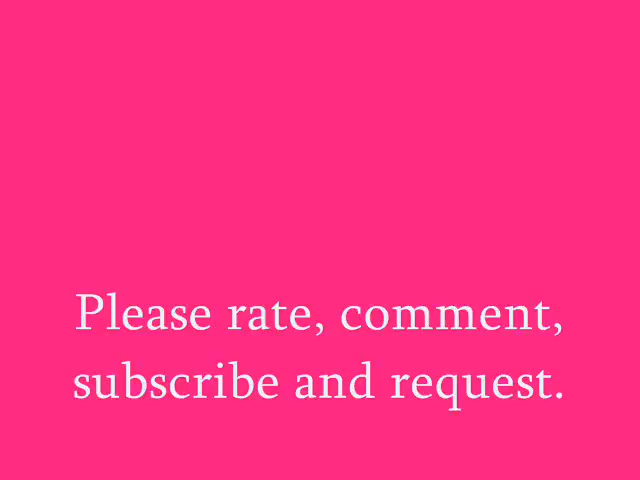 Please rate, comment,
subscribe and request.